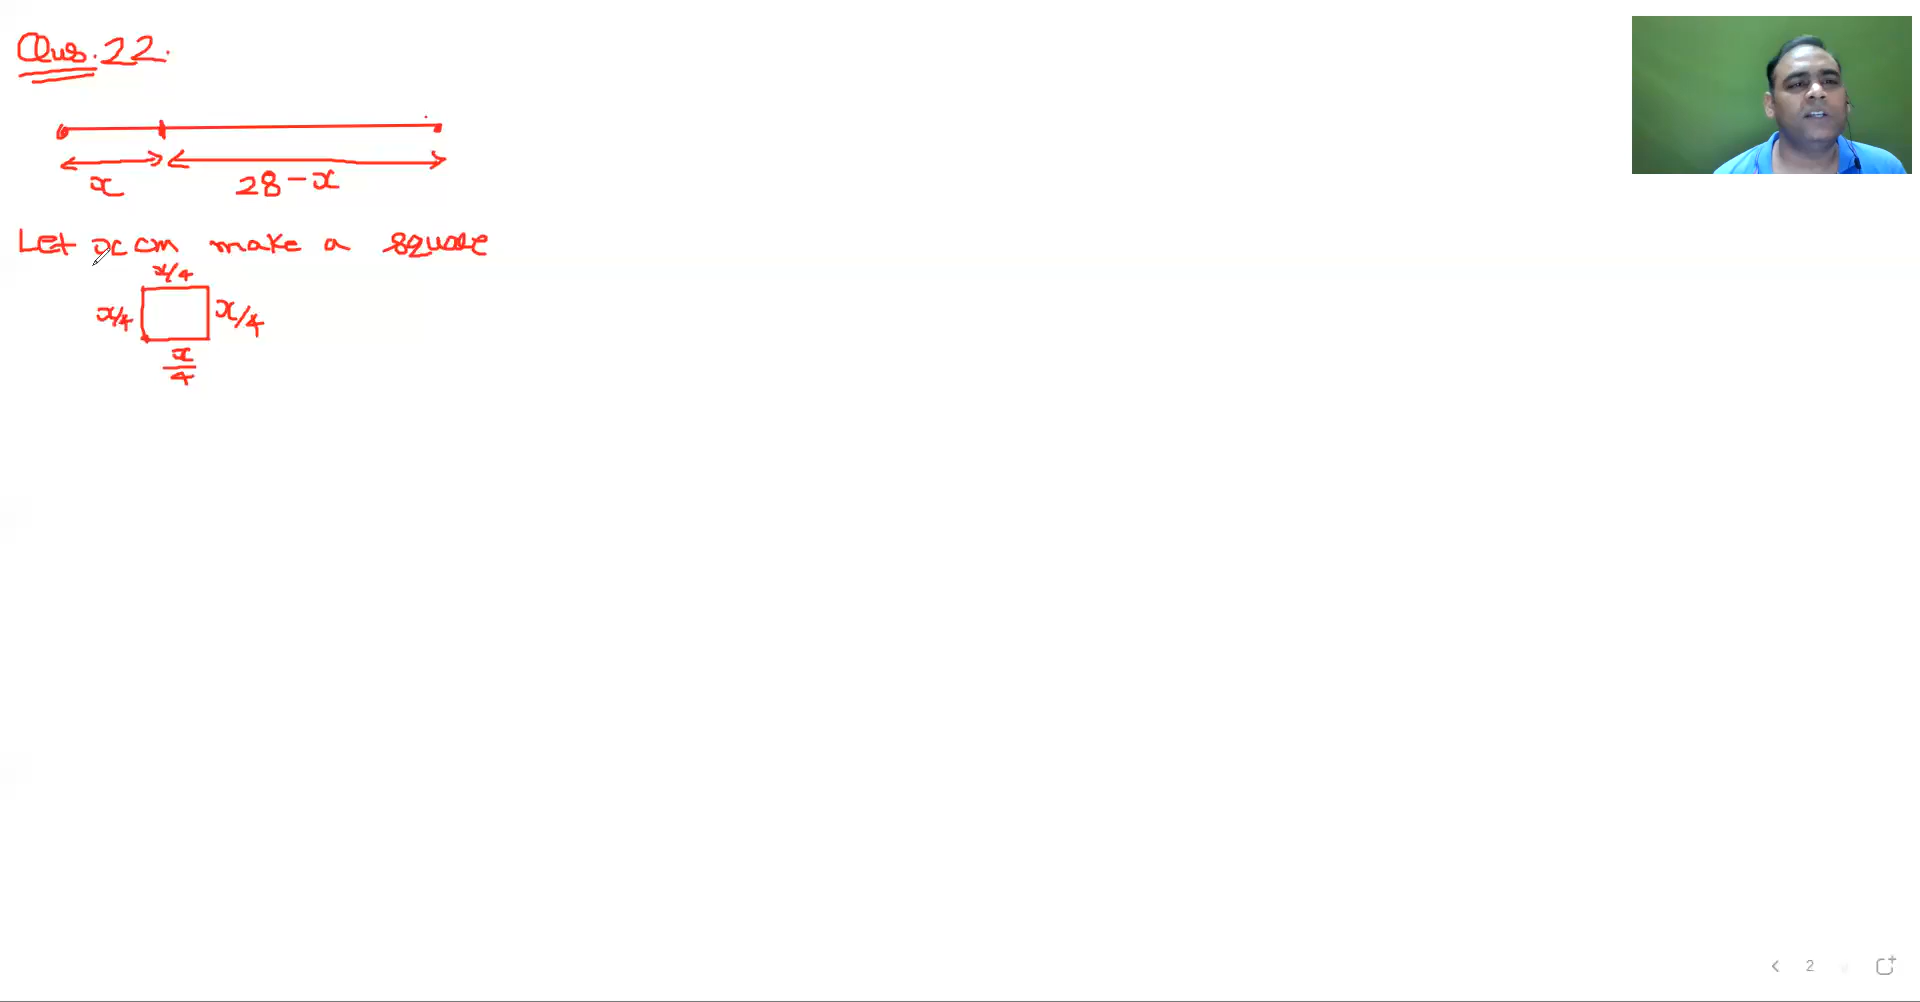 Ques. 22.
x 28-x
Let x cm make a square
x/4
x/4 x/4
x/4
2